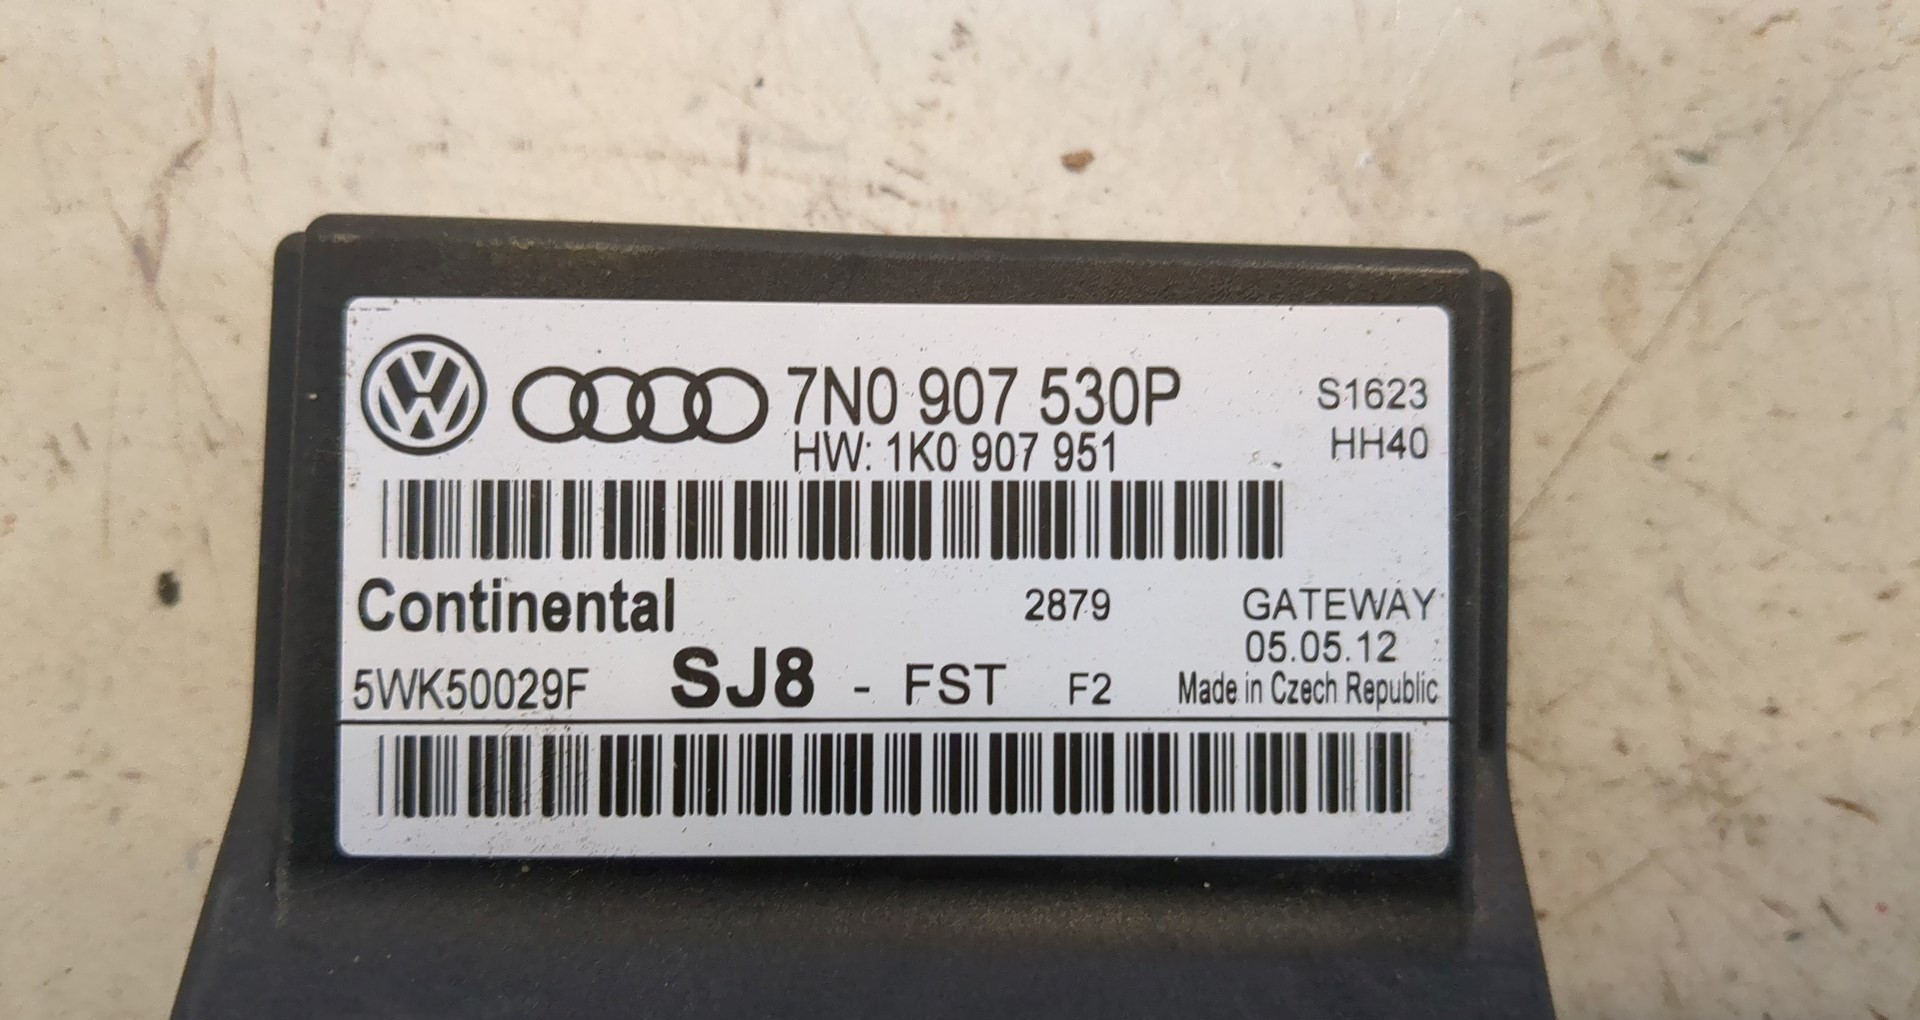 7N0 907 530P S1623
HW: 1K0 907 951 HH40
Continental 2879 GATEWAY
05.05.12
5WK50029F SJ8 - FST F2 Made in Czech Republic